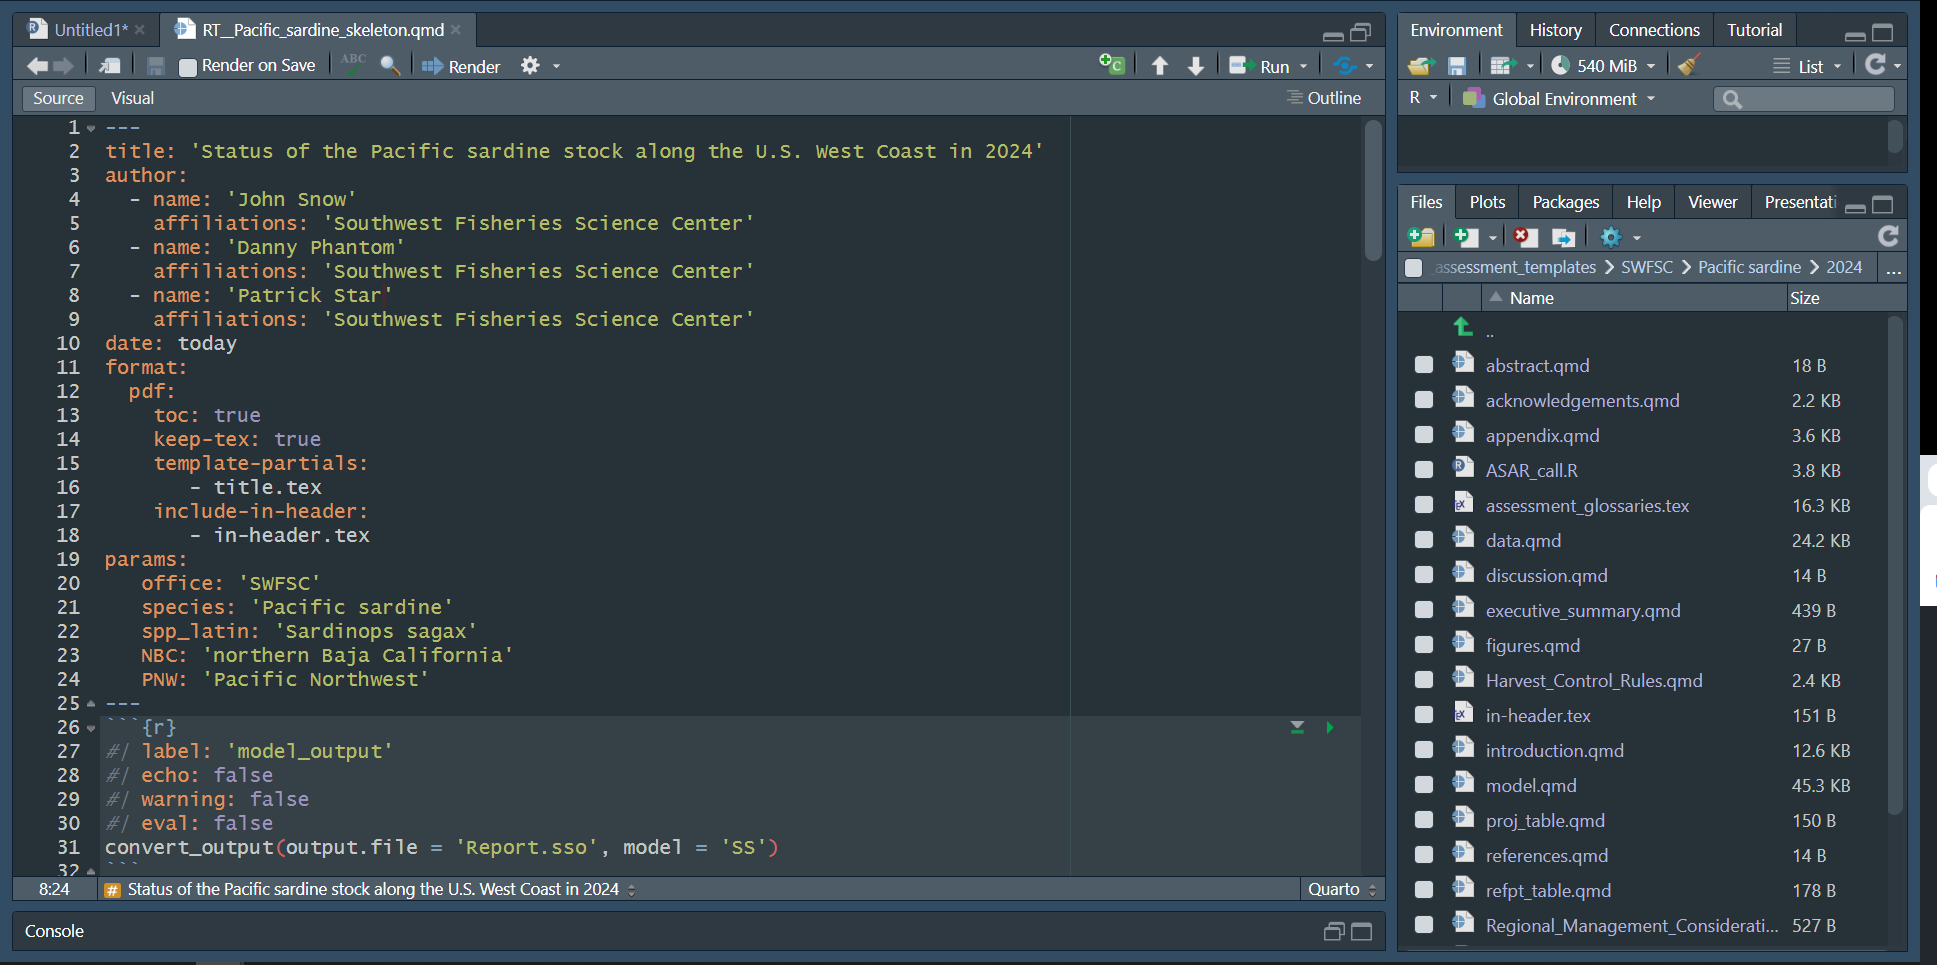 Untitled1*
RT__Pacific_sardine_skeleton.qmd
Render on Save
ABC
Render
Run
Source
Visual
Outline
1 ---
2 title: 'Status of the Pacific sardine stock along the U.S. West Coast in 2024'
3 author:
4 - name: 'John Snow'
5 affiliations: 'Southwest Fisheries Science Center'
6 - name: 'Danny Phantom'
7 affiliations: 'Southwest Fisheries Science Center'
8 - name: 'Patrick Star'
9 affiliations: 'Southwest Fisheries Science Center'
10 date: today
11 format:
12 pdf:
13 toc: true
14 keep-tex: true
15 template-partials:
16 - title.tex
17 include-in-header:
18 - in-header.tex
19 params:
20 office: 'SWFSC'
21 species: 'Pacific sardine'
22 spp_latin: 'Sardinops sagax'
23 NBC: 'northern Baja California'
24 PNW: 'Pacific Northwest'
25 ---
26 ```{r}
27 #| label: 'model_output'
28 #| echo: false
29 #| warning: false
30 #| eval: false
31 convert_output(output.file = 'Report.sso', model = 'SS')
32 ```
8:24
# Status of the Pacific sardine stock along the U.S. West Coast in 2024
Quarto
Console
Environment History Connections Tutorial
540 MiB
List
R
Global Environment
Files Plots Packages Help Viewer Presentati
_assessment_templates > SWFSC > Pacific sardine > 2024 ...
Name Size
..
abstract.qmd 18 B
acknowledgements.qmd 2.2 KB
appendix.qmd 3.6 KB
ASAR_call.R 3.8 KB
assessment_glossaries.tex 16.3 KB
data.qmd 24.2 KB
discussion.qmd 14 B
executive_summary.qmd 439 B
figures.qmd 27 B
Harvest_Control_Rules.qmd 2.4 KB
in-header.tex 151 B
introduction.qmd 12.6 KB
model.qmd 45.3 KB
proj_table.qmd 150 B
references.qmd 14 B
refpt_table.qmd 178 B
Regional_Management_Considerati... 527 B